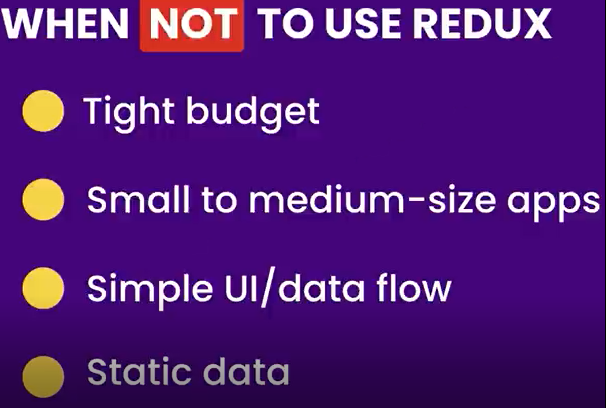 WHEN NOT TO USE REDUX
Tight budget
Small to medium-size apps
Simple UI/data flow
Static data